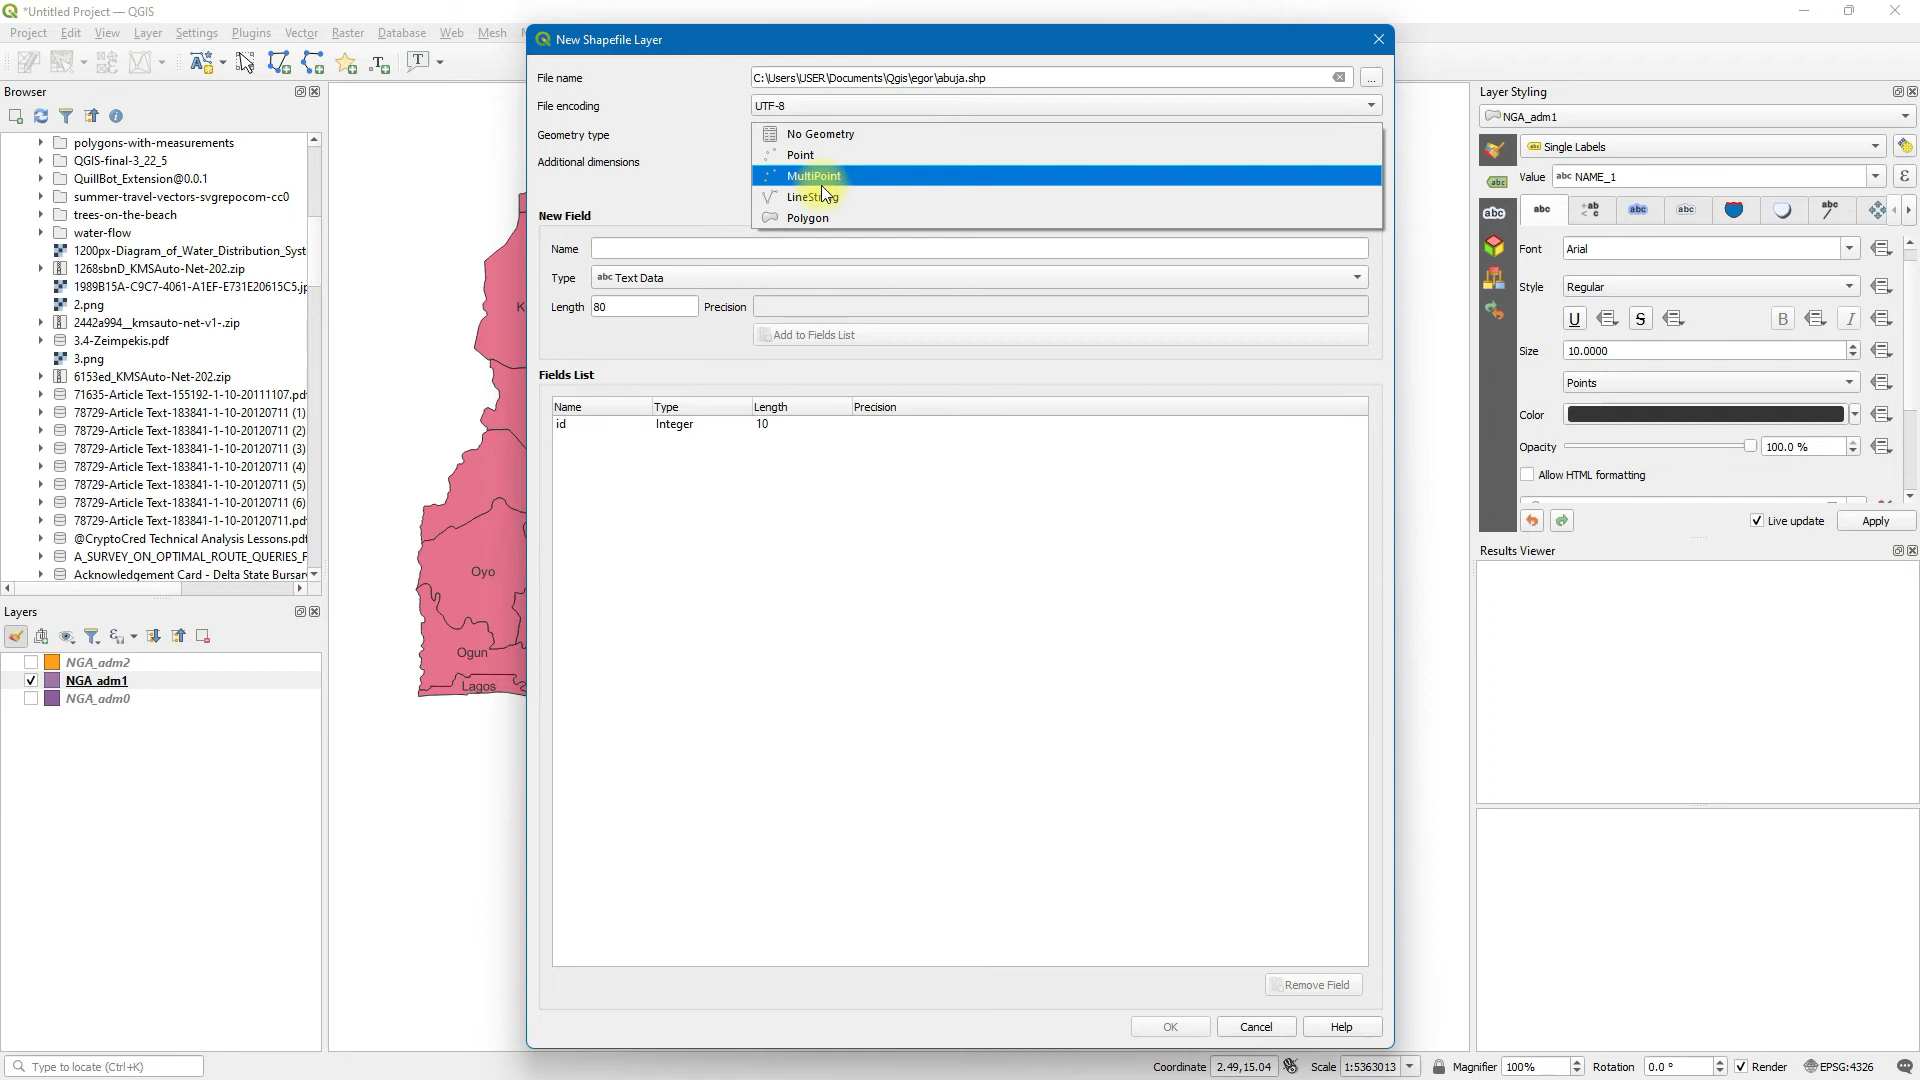 *Untitled Project — QGIS
Project Edit View Layer Settings Plugins Vector Raster Database Web Mesh
Browser
polygons-with-measurements
QGIS-final-3_22_5
QuillBot_Extension@0.0.1
summer-travel-vectors-svgrepocom-cc0
trees-on-the-beach
water-flow
1200px-Diagram_of_Water_Distribution_Syst
1268sbnD_KMSAuto-Net-202.zip
1989B15A-C9C7-4061-A1EF-E731E20615C5.jp
2.png
2442a994__kmsauto-net-v1-.zip
3.4-Zeimpekis.pdf
3.png
6153ed_KMSAuto-Net-202.zip
71635-Article Text-155192-1-10-20111107.pd
78729-Article Text-183841-1-10-20120711 (1)
78729-Article Text-183841-1-10-20120711 (2)
78729-Article Text-183841-1-10-20120711 (3)
78729-Article Text-183841-1-10-20120711 (4)
78729-Article Text-183841-1-10-20120711 (5)
78729-Article Text-183841-1-10-20120711 (6)
78729-Article Text-183841-1-10-20120711.pd
@CryptoCred Technical Analysis Lessons.pd
A_SURVEY_ON_OPTIMAL_ROUTE_QUERIES_F
Acknowledgement Card - Delta State Bursar
Layers
NGA_adm2
NGA_adm1
NGA_adm0
K
Oyo
Ogun
Lagos
New Shapefile Layer
File name C:\Users\USER\Documents\Qgis\egor\abuja.shp ...
File encoding UTF-8
Geometry type
Additional dimensions
No Geometry
Point
MultiPoint
LineString
Polygon
New Field
Name
Type abc Text Data
Length 80 Precision
Add to Fields List
Fields List
Name Type Length Precision
id Integer 10
Remove Field
OK Cancel Help
Layer Styling
NGA_adm1
Single Labels
Value abc NAME_1
Font Arial
Style Regular
U S B I
Size 10.0000
Points
Color
Opacity 100.0 %
Allow HTML formatting
Live update Apply
Results Viewer
Type to locate (Ctrl+K) Coordinate 2.49,15.04 Scale 1:5363013 Magnifier 100% Rotation 0.0 ° Render EPSG:4326